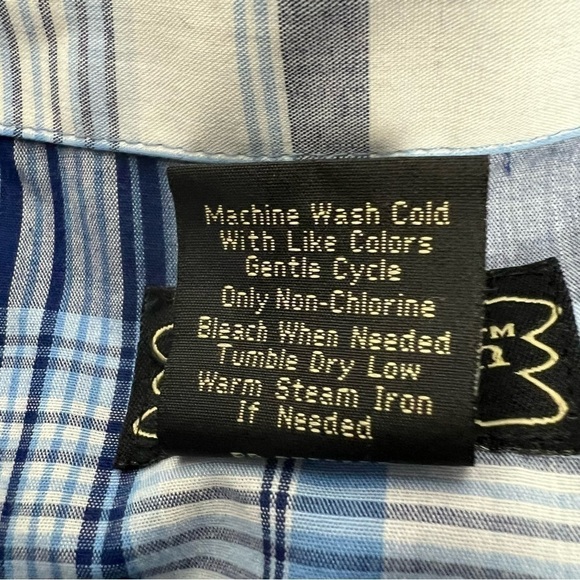 Machine Wash Cold
With Like Colors
Gentle Cycle
Only Non-Chlorine
Bleach When Needed
Tumble Dry Low
Warm Steam Iron
If Needed
TM